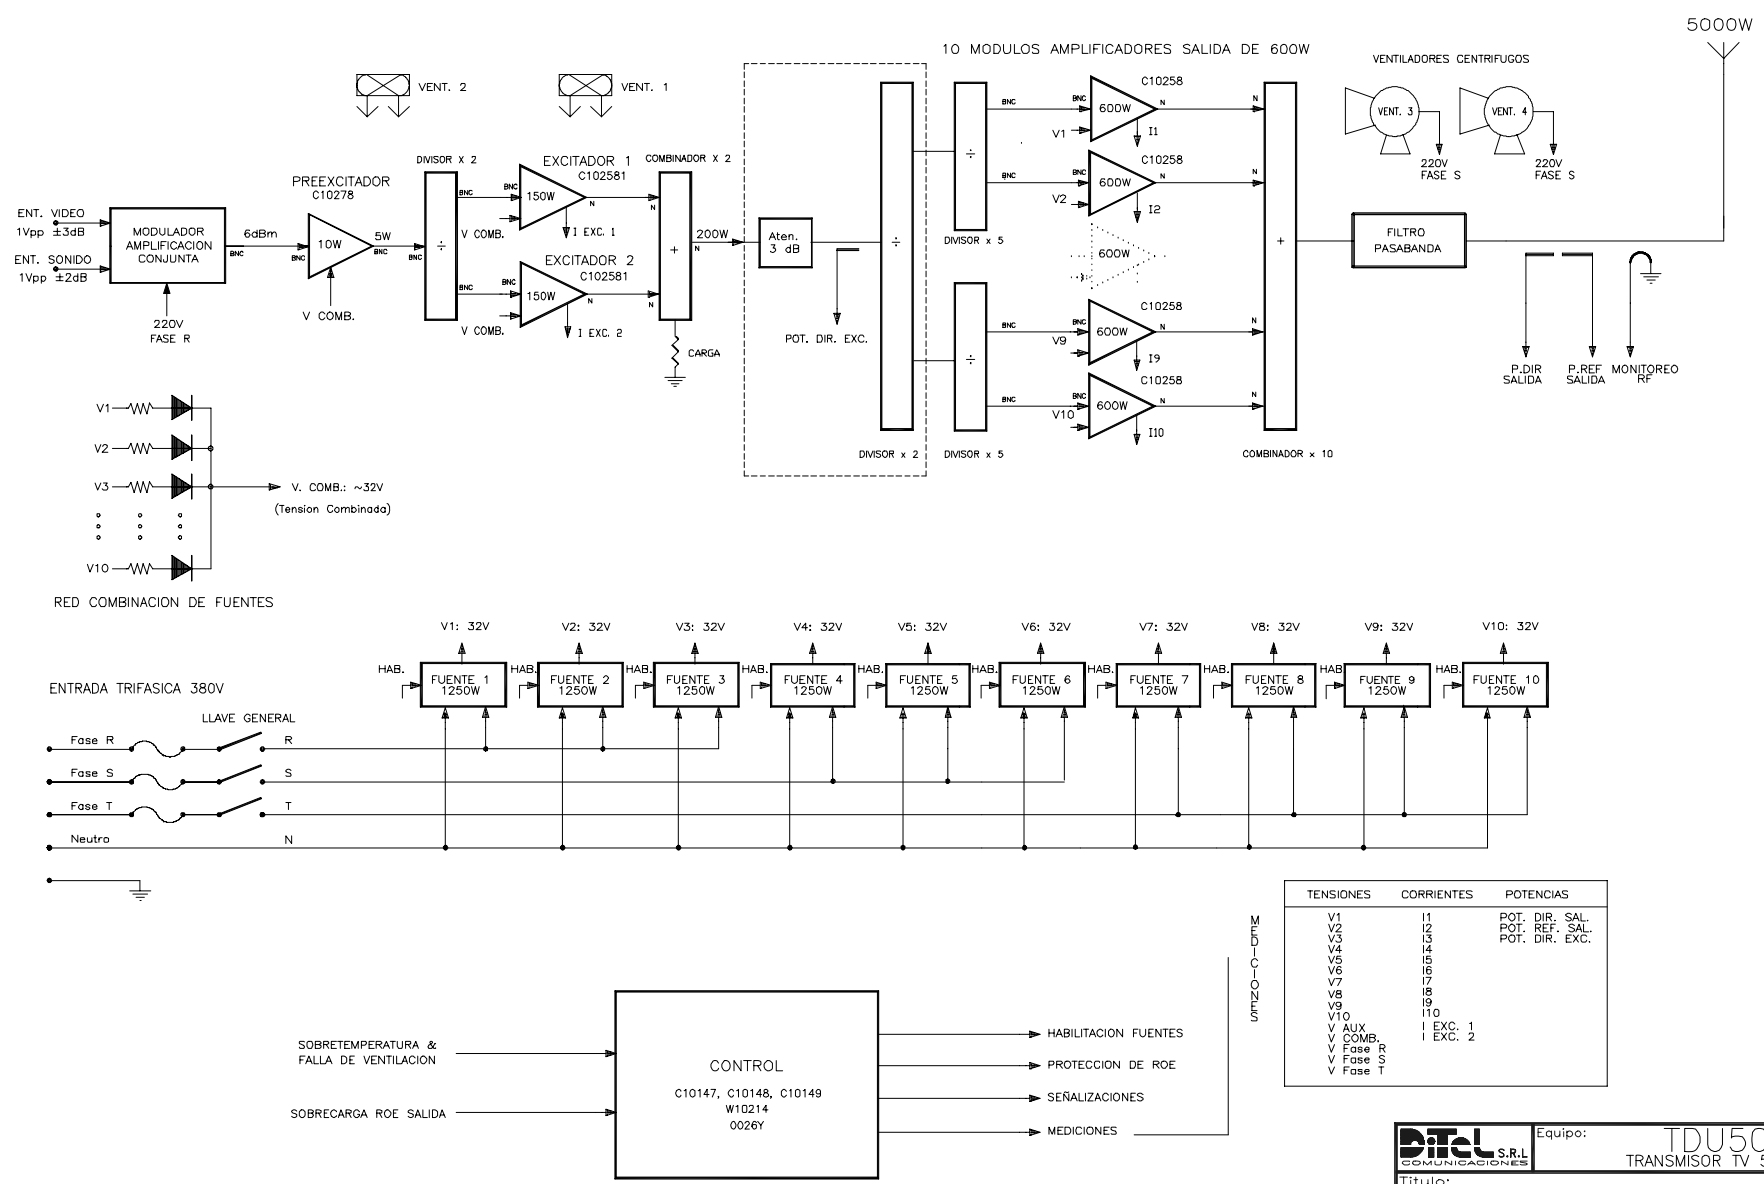 5000W
10 MODULOS AMPLIFICADORES SALIDA DE 600W
VENTILADORES CENTRIFUGOS
VENT. 2
VENT. 1
VENT. 3
VENT. 4
220V
FASE S
220V
FASE S
ENT. VIDEO
1Vpp ±3dB
ENT. SONIDO
1Vpp ±2dB
MODULADOR
AMPLIFICACION
CONJUNTA
220V
FASE R
6dBm
BNC
PREEXCITADOR
C10278
BNC
10W
5W
BNC
V COMB.
DIVISOR X 2
BNC
÷
BNC
BNC
EXCITADOR 1
C102581
BNC
150W
N
V COMB.
I EXC. 1
EXCITADOR 2
C102581
BNC
150W
N
V COMB.
I EXC. 2
COMBINADOR X 2
N
+
N
200W
N
CARGA
Aten.
3 dB
POT. DIR. EXC.
÷
DIVISOR x 2
÷
DIVISOR x 5
÷
DIVISOR x 5
BNC
BNC
C10258
600W
N
N
V1
I1
BNC
BNC
C10258
600W
N
N
V2
I2
600W
BNC
BNC
C10258
600W
N
N
V9
I9
BNC
BNC
C10258
600W
N
N
V10
I10
+
COMBINADOR x 10
FILTRO
PASABANDA
P.DIR
SALIDA
P.REF
SALIDA
MONITOREO
RF
V1
V2
V3
V10
V. COMB.: ~32V
(Tension Combinada)
RED COMBINACION DE FUENTES
V1: 32V
V2: 32V
V3: 32V
V4: 32V
V5: 32V
V6: 32V
V7: 32V
V8: 32V
V9: 32V
V10: 32V
HAB.
FUENTE 1
1250W
HAB.
FUENTE 2
1250W
HAB.
FUENTE 3
1250W
HAB.
FUENTE 4
1250W
HAB.
FUENTE 5
1250W
HAB.
FUENTE 6
1250W
HAB.
FUENTE 7
1250W
HAB.
FUENTE 8
1250W
HAB
FUENTE 9
1250W
HAB.
FUENTE 10
1250W
ENTRADA TRIFASICA 380V
LLAVE GENERAL
Fase R
R
Fase S
S
Fase T
T
Neutro
N
MEDICIONES
TENSIONES CORRIENTES POTENCIAS
V1 I1 POT. DIR. SAL.
V2 I2 POT. REF. SAL.
V3 I3 POT. DIR. EXC.
V4 I4
V5 I5
V6 I6
V7 I7
V8 I8
V9 I9
V10 I10
V AUX I EXC. 1
V COMB. I EXC. 2
V Fase R
V Fase S
V Fase T
SOBRETEMPERATURA &
FALLA DE VENTILACION
SOBRECARGA ROE SALIDA
CONTROL
C10147, C10148, C10149
W10214
0026Y
HABILITACION FUENTES
PROTECCION DE ROE
SEÑALIZACIONES
MEDICIONES
DiTeL S.R.L
COMUNICACIONES
Equipo:
TDU50
TRANSMISOR TV 5
Titulo: